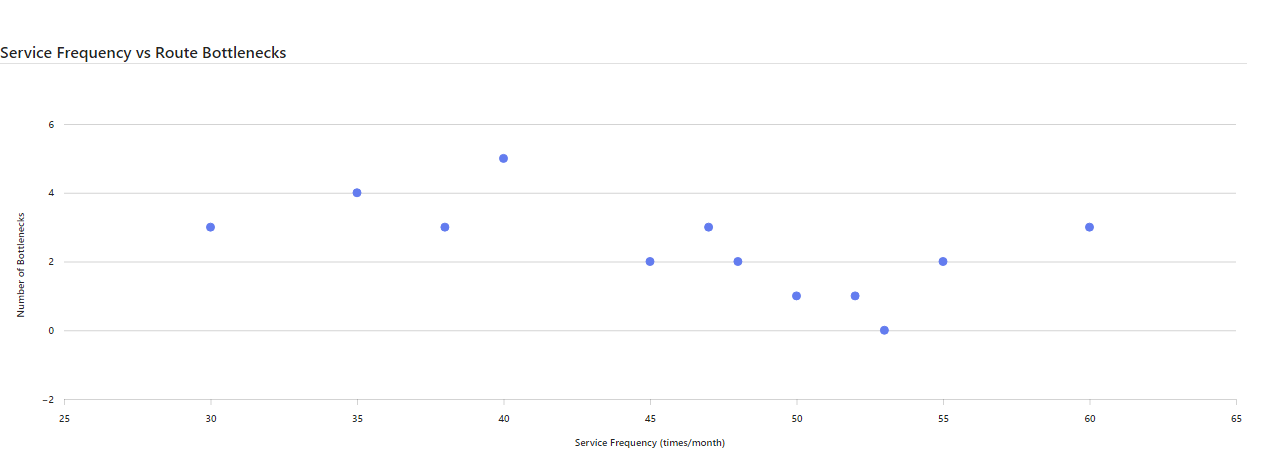 Service Frequency vs Route Bottlenecks
6
4
2
0
−2
Number of Bottlenecks
25 30 35 40 45 50 55 60 65
Service Frequency (times/month)